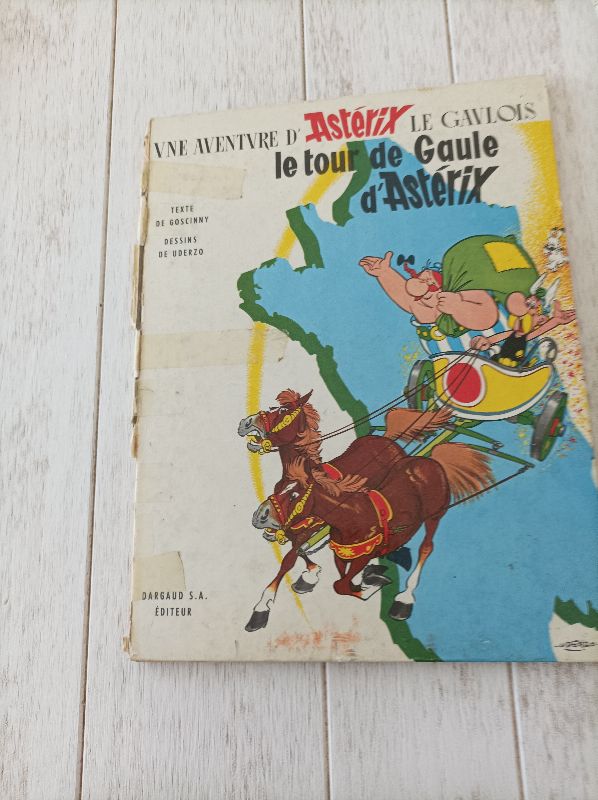 VNE AVENTVRE D'Astérix LE GAVLOIS
le tour de Gaule
d'Astérix
TEXTE
DE GOSCINNY
DESSINS
DE UDERZO
DARGAUD S.A.
ÉDITEUR